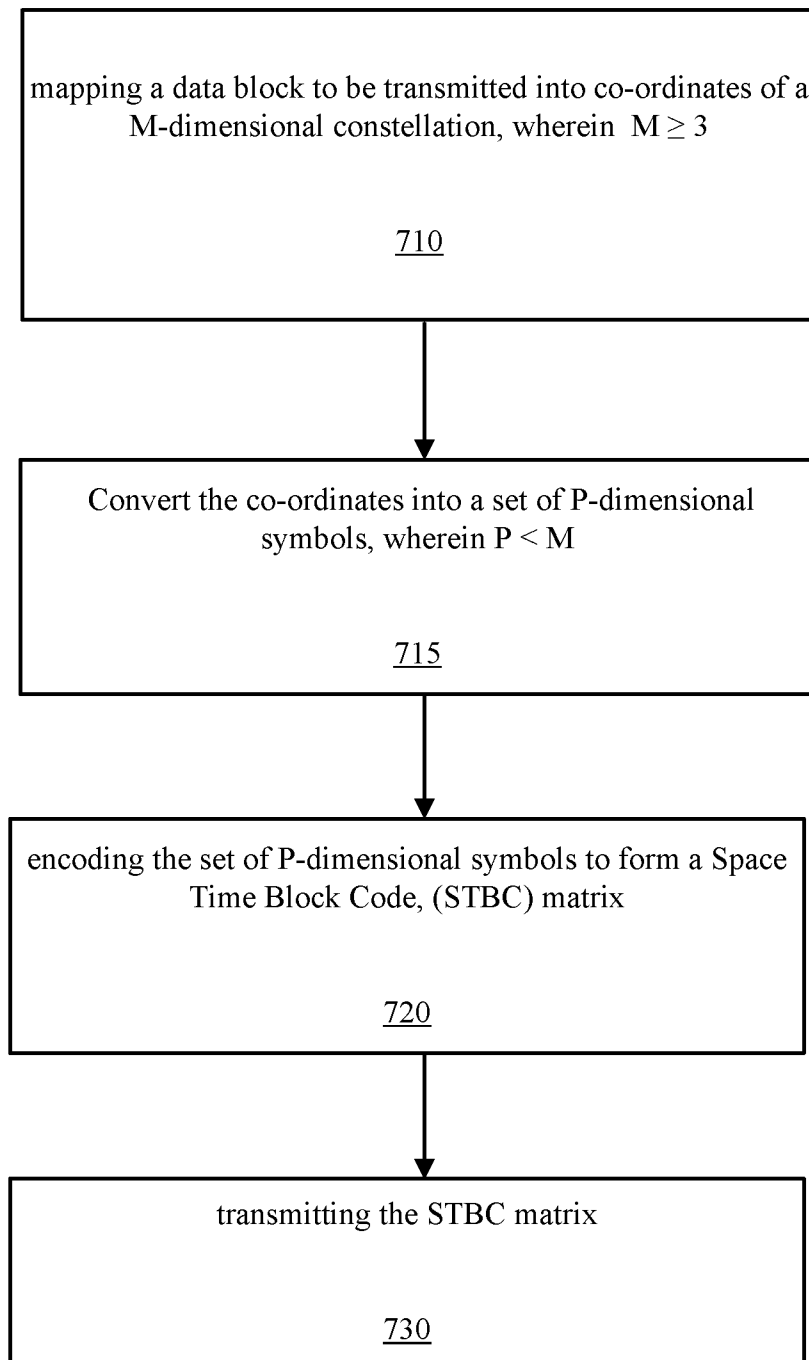 mapping a data block to be transmitted into co-ordinates of a
M-dimensional constellation, wherein M ≥ 3
710
Convert the co-ordinates into a set of P-dimensional
symbols, wherein P < M
715
encoding the set of P-dimensional symbols to form a Space
Time Block Code, (STBC) matrix
720
transmitting the STBC matrix
730